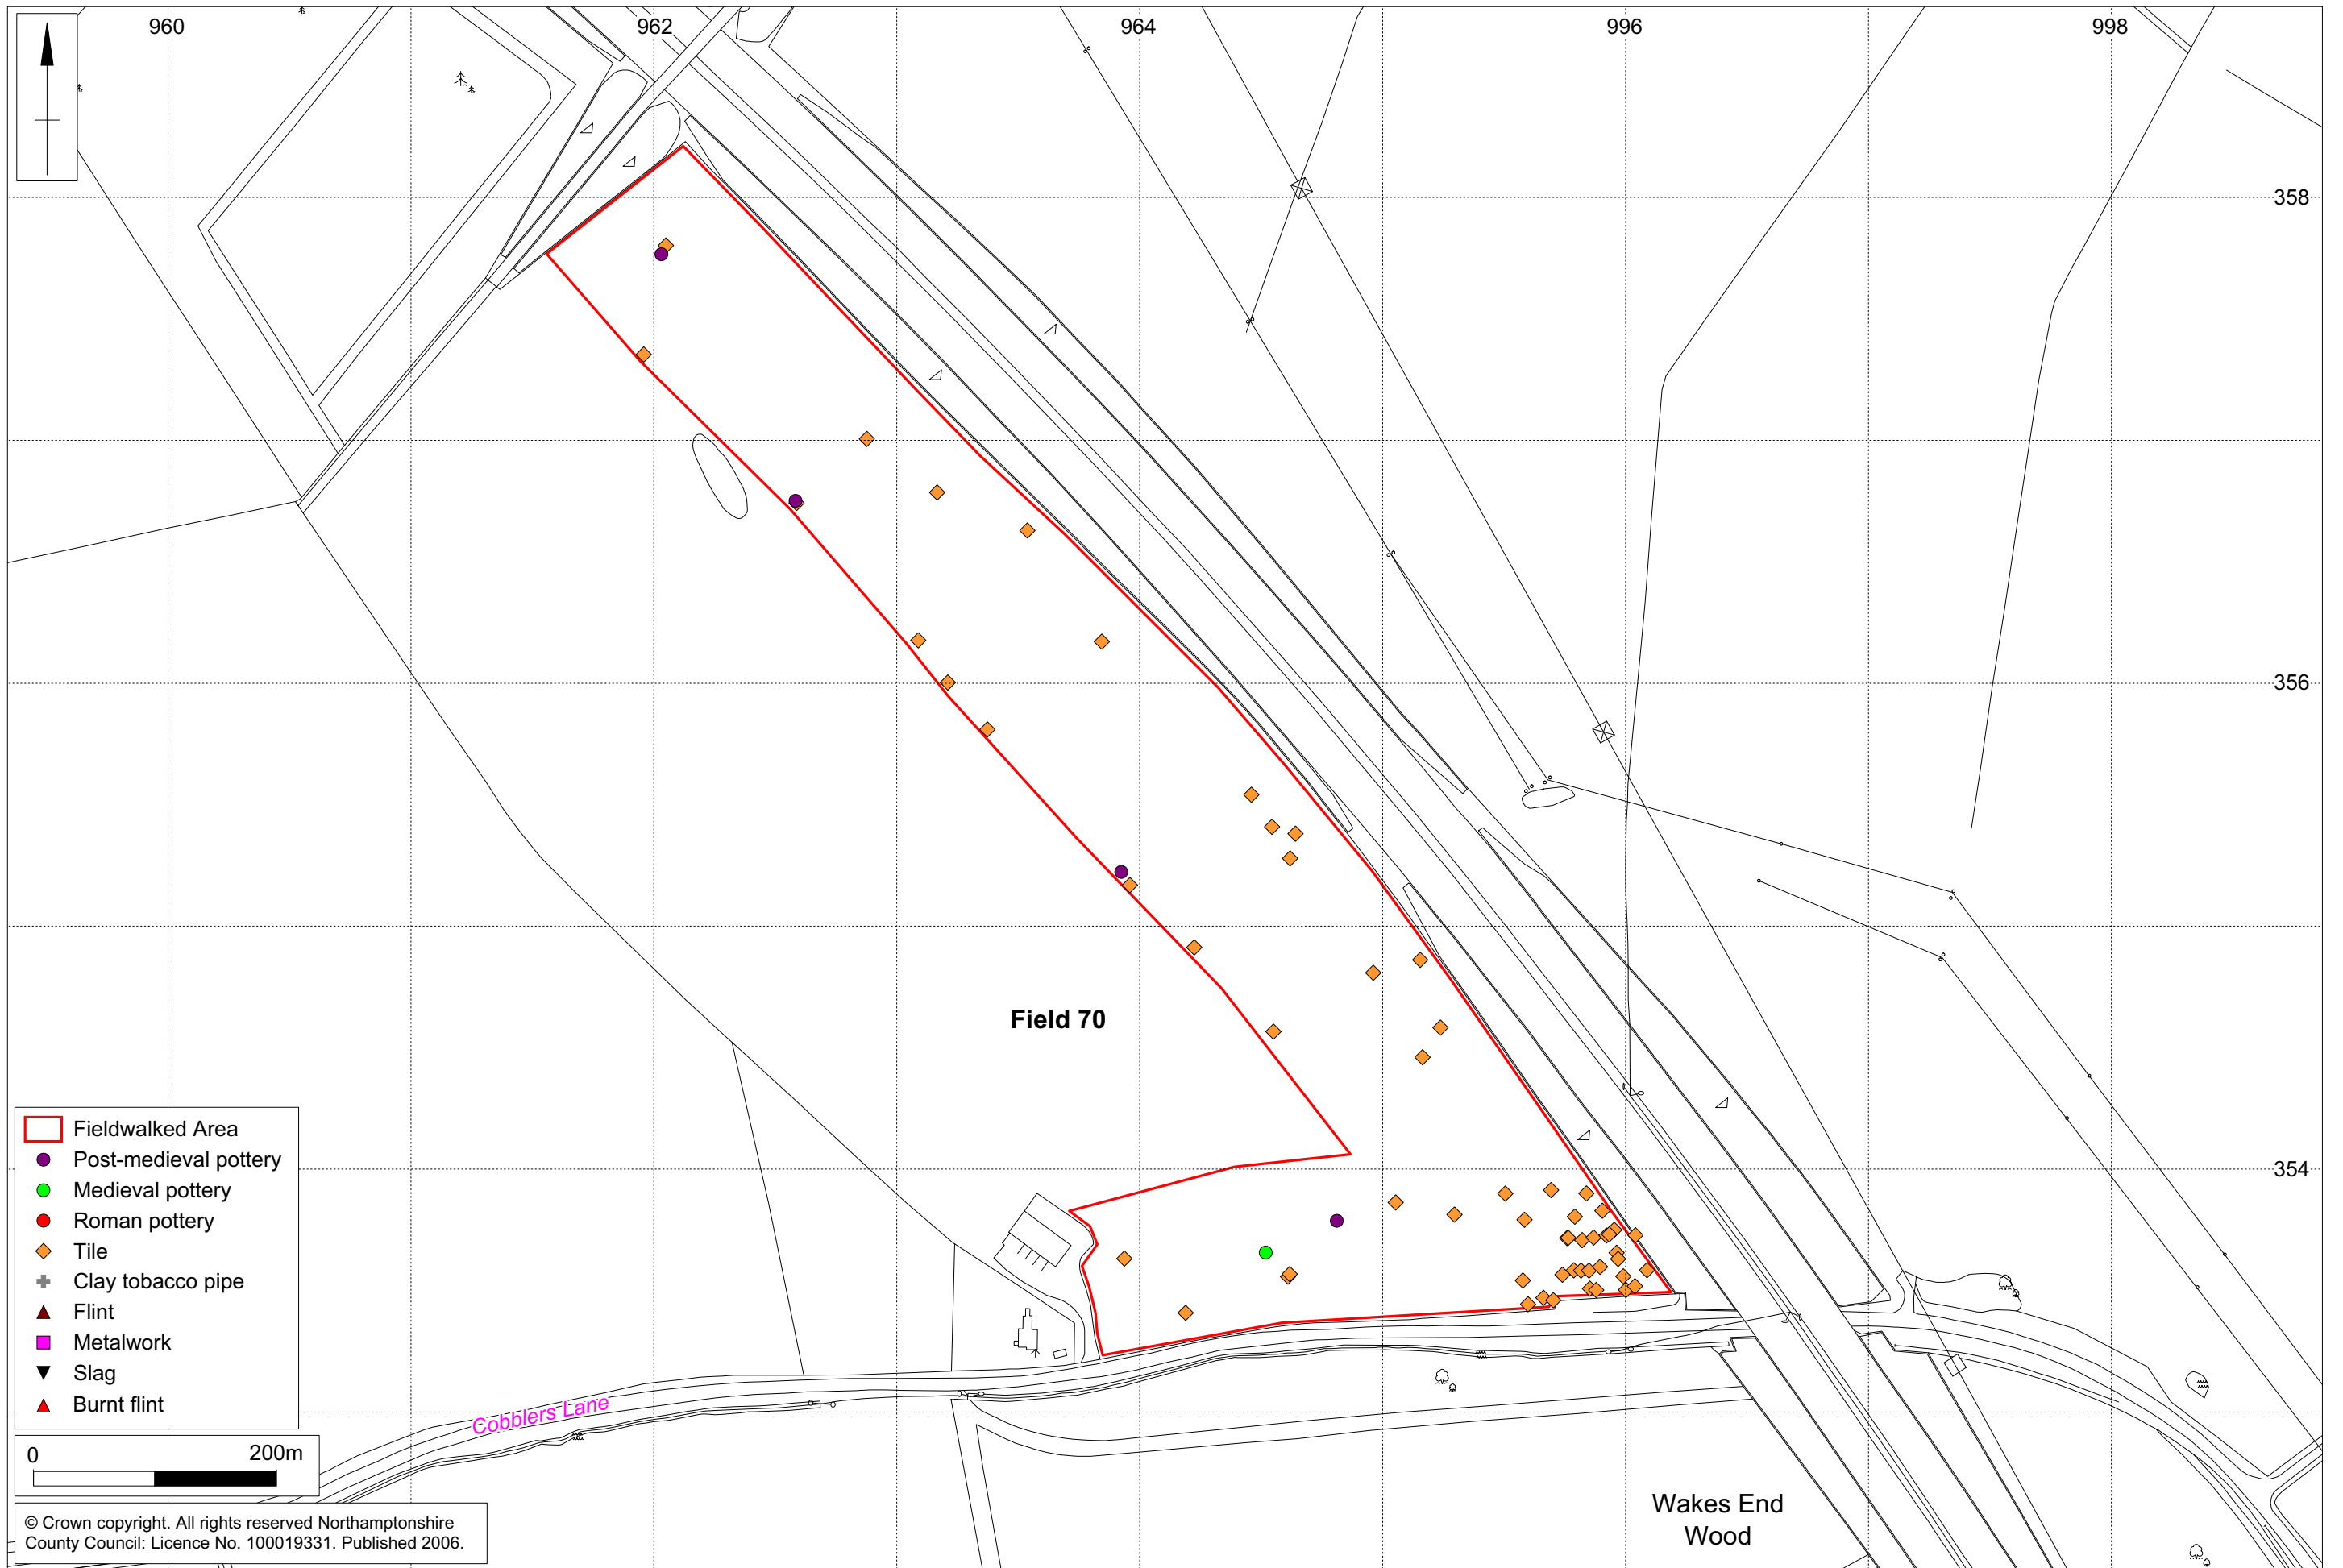 960
962
964
996
998
358
356
Field 70
354
Fieldwalked Area
Post-medieval pottery
Medieval pottery
Roman pottery
Tile
Clay tobacco pipe
Flint
Metalwork
Slag
Burnt flint
Cobblers Lane
0 200m
Wakes End
Wood
© Crown copyright. All rights reserved Northamptonshire
County Council: Licence No. 100019331. Published 2006.